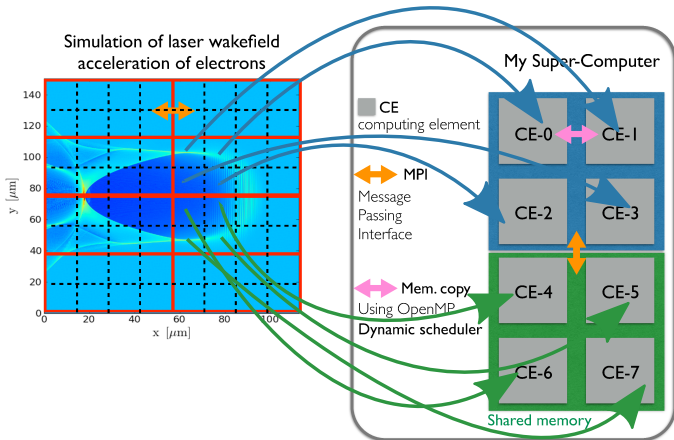 Simulation of laser wakefield
acceleration of electrons
140
120
100
80
60
40
20
0
y [μm]
0
20
40
60
80
100
x [μm]
My Super-Computer
CE
computing element
MPI
Message
Passing
Interface
Mem. copy
Using OpenMP
Dynamic scheduler
CE-0
CE-1
CE-2
CE-3
CE-4
CE-5
CE-6
CE-7
Shared memory